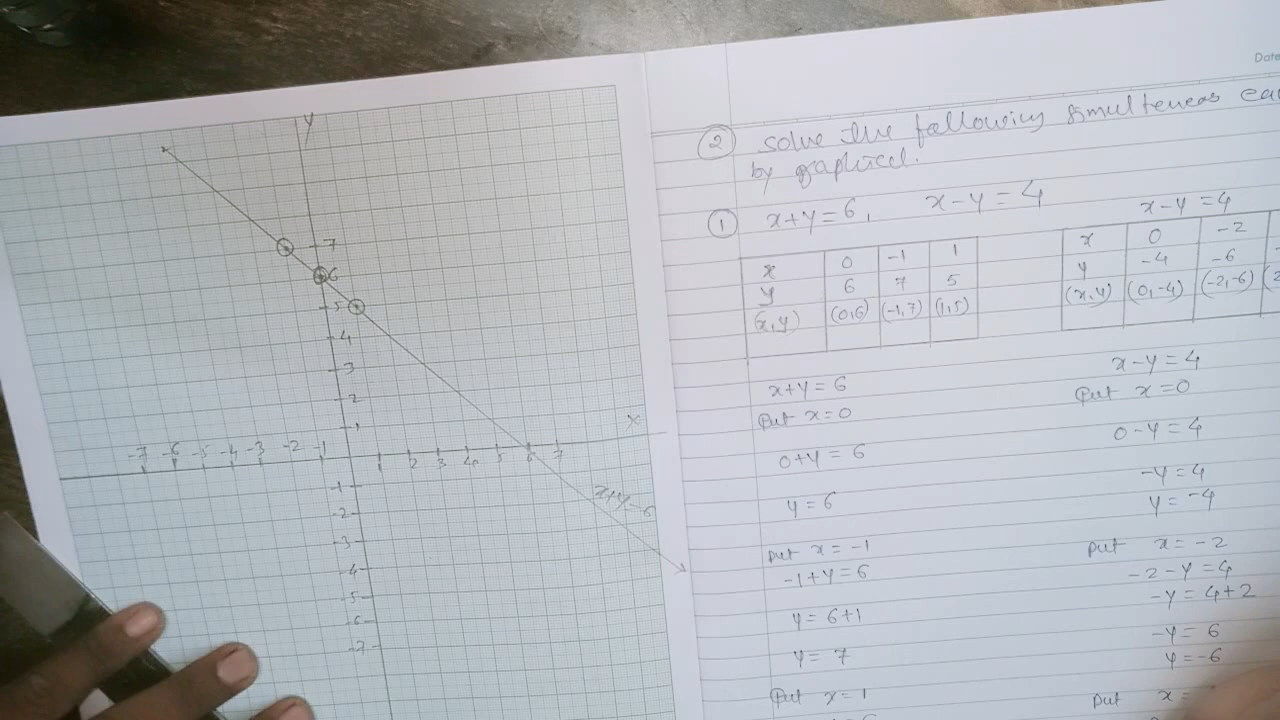 Date
② solve the following simulteneas
by graphical.
① x+y=6, x-y=4
x-y=4
x 0 -1 1
y 6 7 5
(x,y) (0,6) (-1,7) (1,5)
x 0 -2
y -4 -6
(x,y) (0,-4) (-2,-6)
x+y=6
Put x=0
0+y=6
y=6
put x=-1
-1+y=6
y=6+1
y=7
Put x=1
x-y=4
Put x=0
0-y=4
-y=4
y=-4
put x=-2
-2-y=4
-y=4+2
-y=6
y=-6
put x=
Y
7
6
5
4
3
2
1
X
-7 -6 -5 -4 -3 -2 -1 1 2 3 4 5 6 7
x+y=6
-1
-2
-3
-4
-5
-6
-7